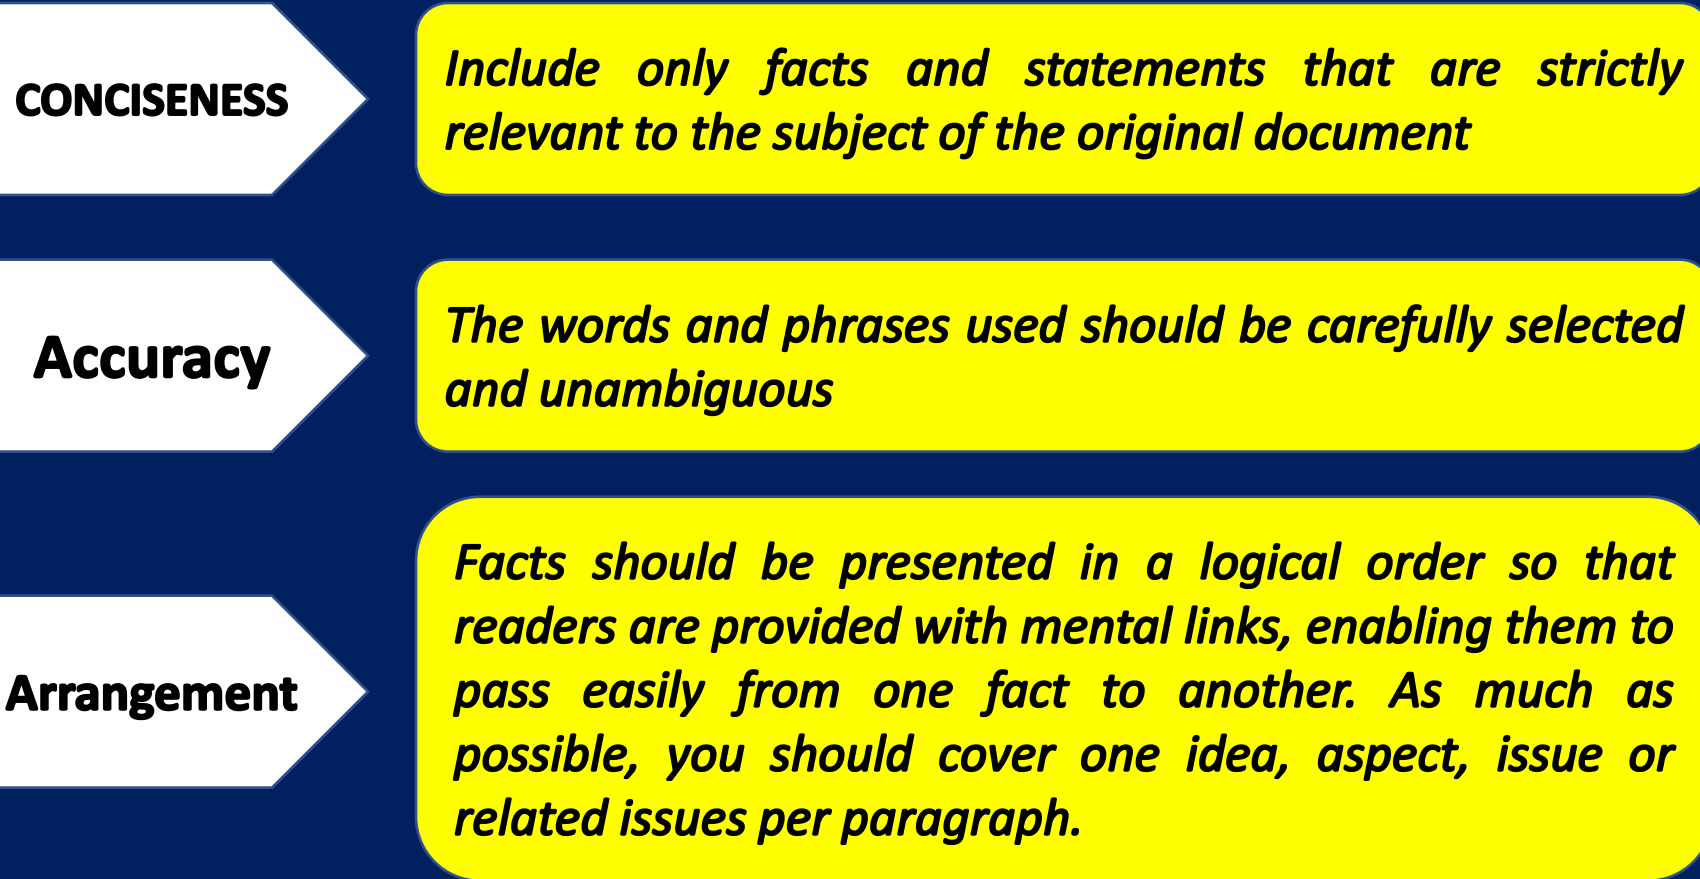 CONCISENESS
Include only facts and statements that are strictly
relevant to the subject of the original document
Accuracy
The words and phrases used should be carefully selected
and unambiguous
Arrangement
Facts should be presented in a logical order so that
readers are provided with mental links, enabling them to
pass easily from one fact to another. As much as
possible, you should cover one idea, aspect, issue or
related issues per paragraph.